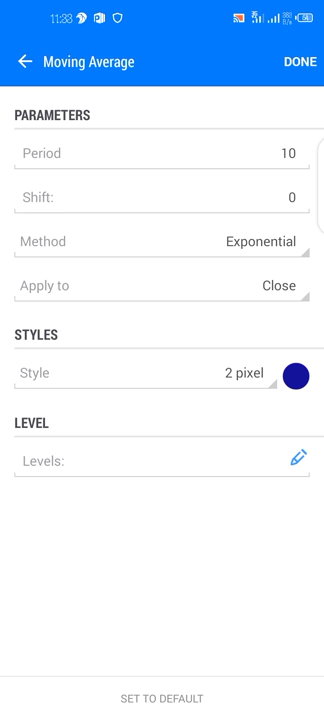 11:33
Moving Average DONE
PARAMETERS
Period 10
Shift: 0
Method Exponential
Apply to Close
STYLES
Style 2 pixel
LEVEL
Levels:
SET TO DEFAULT